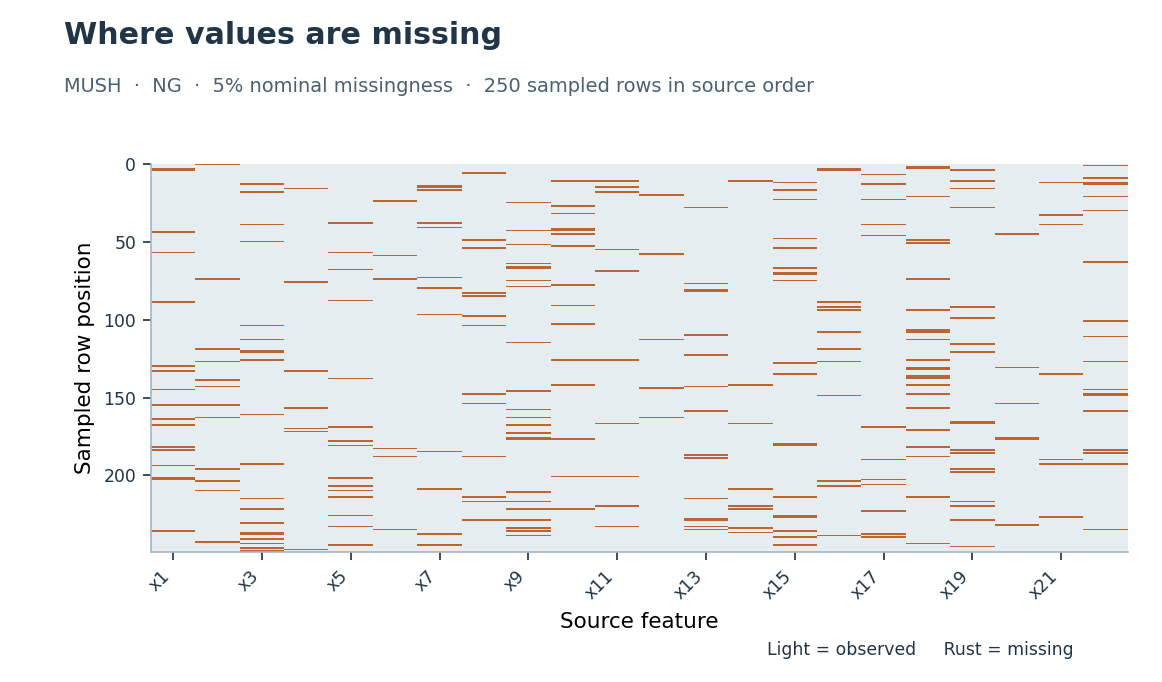 Where values are missing
MUSH · NG · 5% nominal missingness · 250 sampled rows in source order
0
50
100
150
200
Sampled row position
x1 x3 x5 x7 x9 x11 x13 x15 x17 x19 x21
Source feature
Light = observed Rust = missing